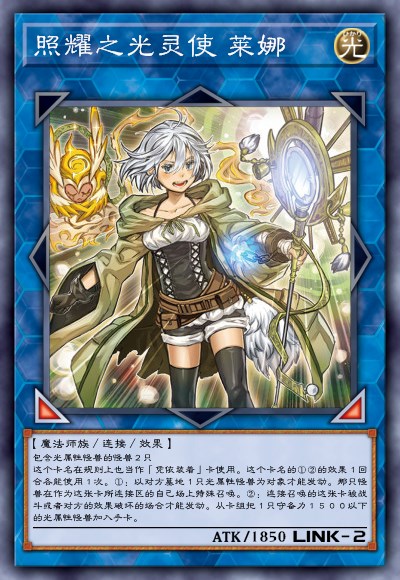 照耀之光灵使 莱娜
ひかり
光
【魔法师族／连接／效果】
包含光属性怪兽的怪兽2只
这个卡名在规则上也当作「凭依装着」卡使用。这个卡名的①②的效果1回
合各能使用1次。①：以对方墓地1只光属性怪兽为对象才能发动。那只怪
兽在作为这张卡所连接区的自己场上特殊召唤。②：连接召唤的这张卡被战
斗或者对方的效果破坏的场合才能发动。从卡组把1只守备力1500以下
的光属性怪兽加入手卡。
ATK/1850 LINK-2